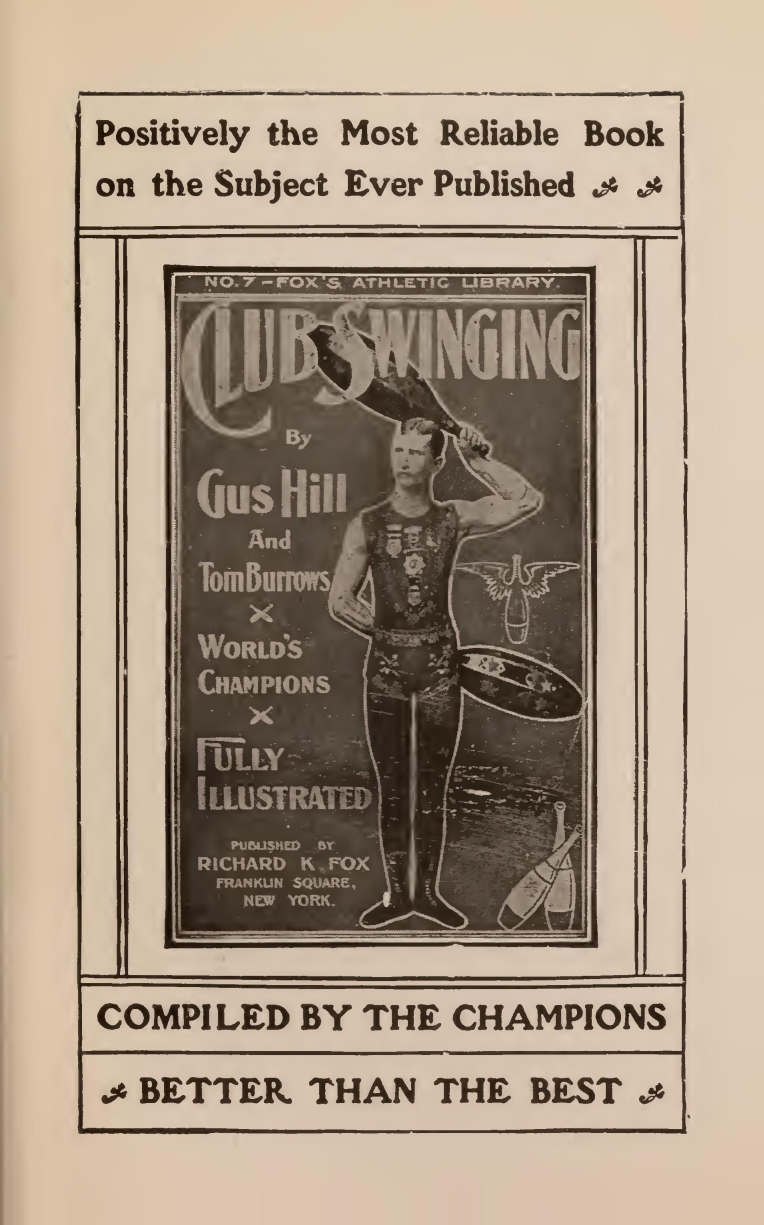 Positively the Most Reliable Book
on the Subject Ever Published
NO. 7 - FOX'S ATHLETIC LIBRARY.
CLUB SWINGING
By
Gus Hill
And
Tom Burrows
WORLD'S
CHAMPIONS
FULLY
ILLUSTRATED
PUBLISHED BY
RICHARD K. FOX
FRANKLIN SQUARE,
NEW YORK.
COMPILED BY THE CHAMPIONS
BETTER THAN THE BEST